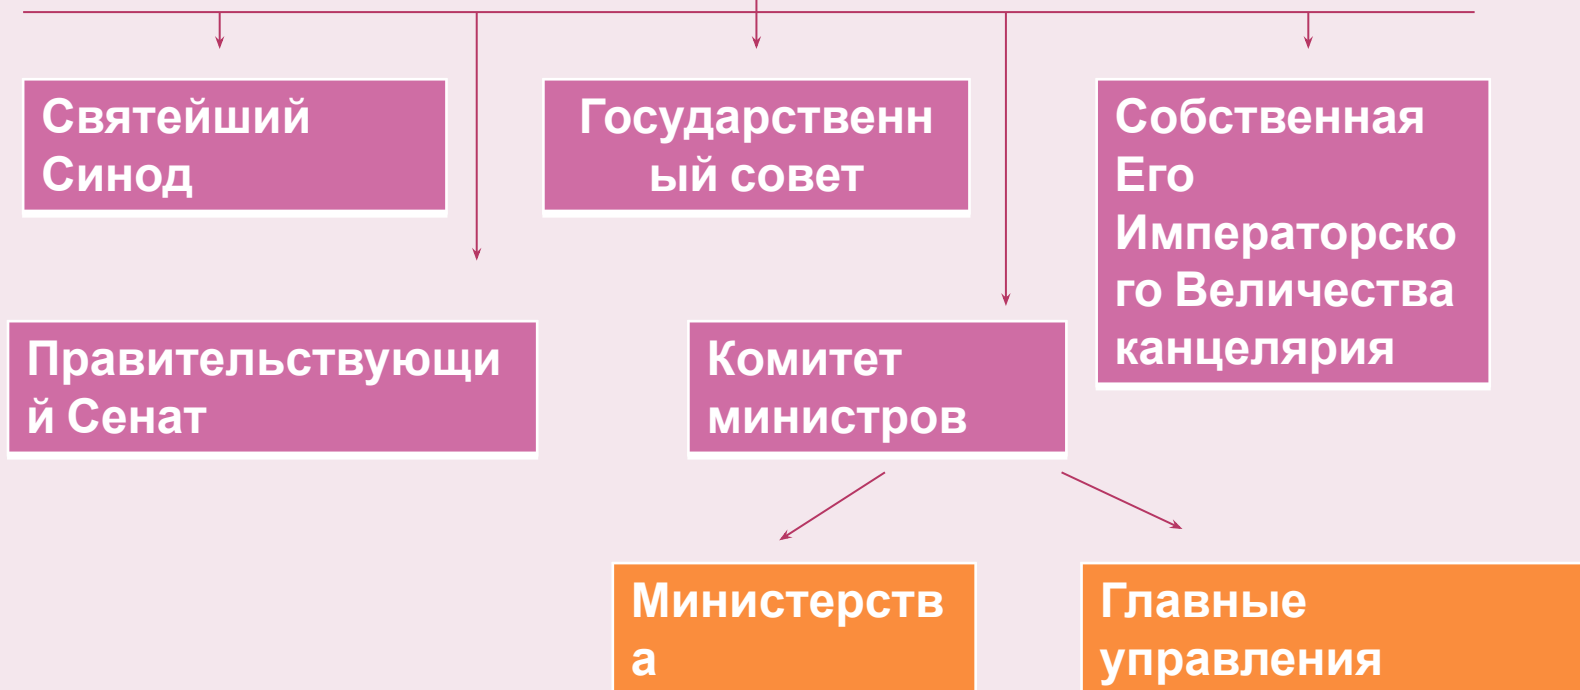 Святейший
Синод
Государственн
ый совет
Собственная
Его
Императорско
го Величества
канцелярия
Правительствующи
й Сенат
Комитет
министров
Министерств
а
Главные
управления